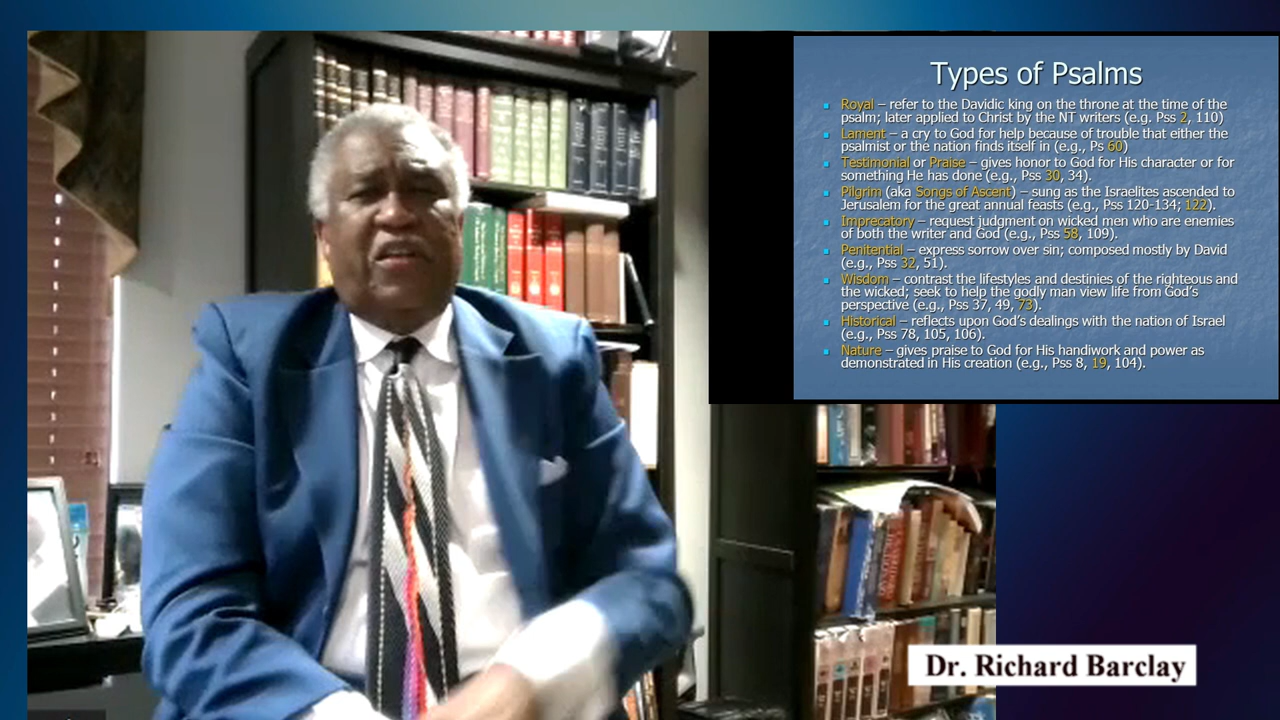 Types of Psalms
Royal – refer to the Davidic king on the throne at the time of the
psalm; later applied to Christ by the NT writers (e.g. Pss 2, 110)
Lament – a cry to God for help because of trouble that either the
psalmist or the nation finds itself in (e.g., Ps 60)
Testimonial or Praise – gives honor to God for His character or for
something He has done (e.g., Pss 30, 34).
Pilgrim (aka Songs of Ascent) – sung as the Israelites ascended to
Jerusalem for the great annual feasts (e.g., Pss 120-134; 122).
Imprecatory – request judgment on wicked men who are enemies
of both the writer and God (e.g., Pss 58, 109).
Penitential – express sorrow over sin; composed mostly by David
(e.g., Pss 32, 51).
Wisdom – contrast the lifestyles and destinies of the righteous and
the wicked; seek to help the godly man view life from God's
perspective (e.g., Pss 37, 49, 73).
Historical – reflects upon God's dealings with the nation of Israel
(e.g., Pss 78, 105, 106).
Nature – gives praise to God for His handiwork and power as
demonstrated in His creation (e.g., Pss 8, 19, 104).
Dr. Richard Barclay